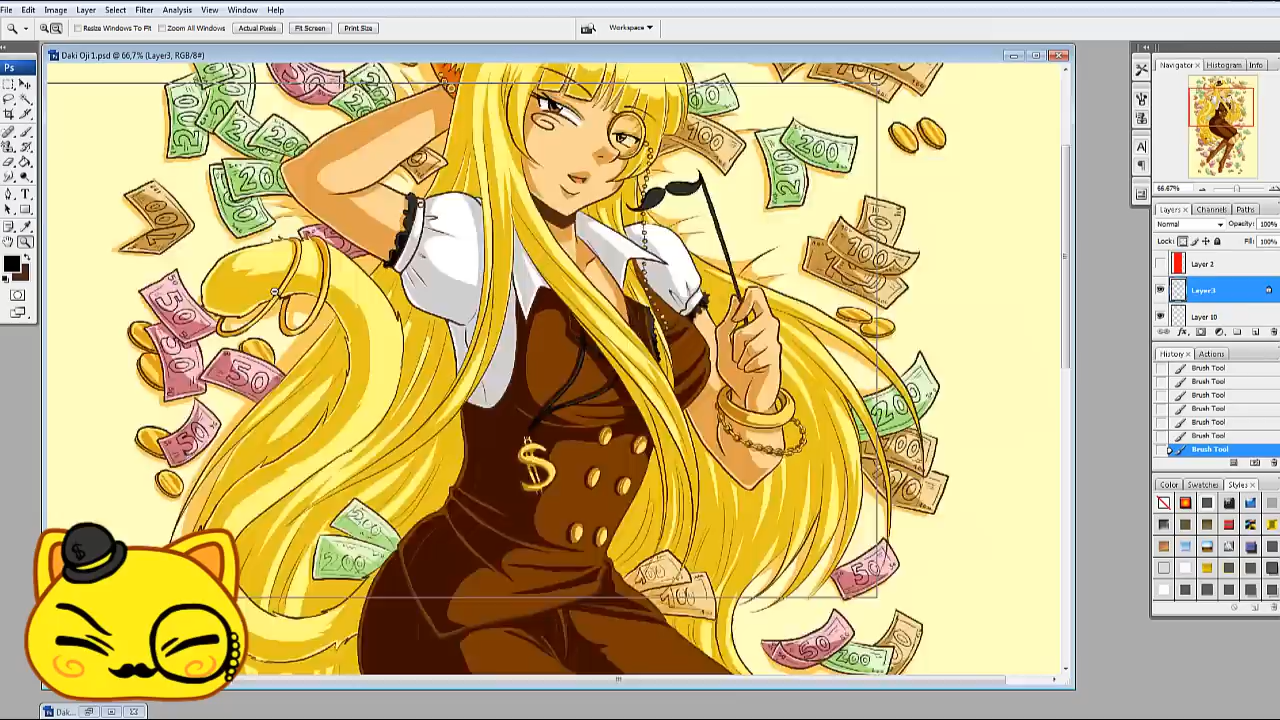 File Edit Image Layer Select Filter Analysis View Window Help
Resize Windows To Fit Zoom All Windows Actual Pixels Fit Screen Print Size Workspace
Ps
Daki Oji 1.psd @ 66,7% (Layer3, RGB/8#)
Navigator Histogram Info
66.67%
Layers Channels Paths
Normal Opacity: 100%
Lock: Fill: 100%
Layer 2
Layer3
Layer 10
History Actions
Brush Tool
Brush Tool
Brush Tool
Brush Tool
Brush Tool
Brush Tool
Brush Tool
Color Swatches Styles
200
200
200
100
50
50
50
50
100
200
200
$
100
100
50
50
200
$
Dak...